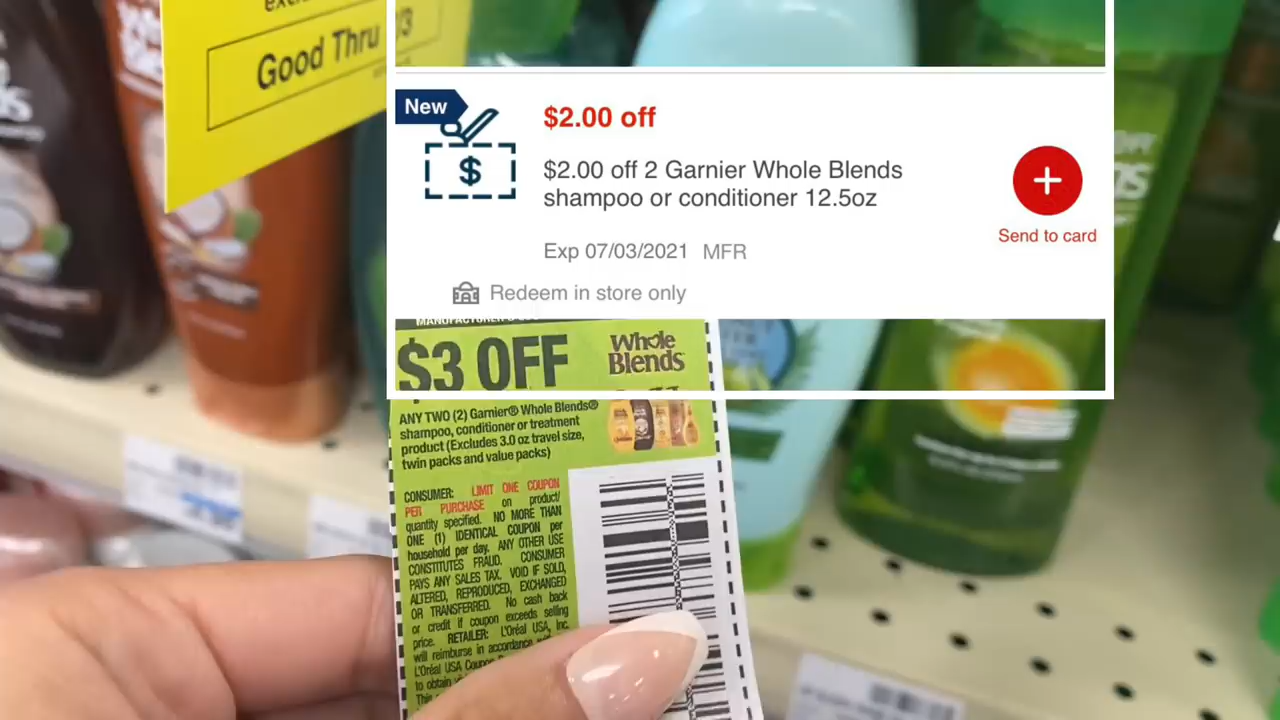 Good Thru
New
$2.00 off
$2.00 off 2 Garnier Whole Blends
shampoo or conditioner 12.5oz
Exp 07/03/2021 MFR
Redeem in store only
Send to card
$3 OFF
Whole
Blends
ANY TWO (2) Garnier® Whole Blends®
shampoo, conditioner or treatment
product (Excludes 3.0 oz travel size,
twin packs and value packs)
CONSUMER: LIMIT ONE COUPON
PER PURCHASE on product/
quantity specified. NO MORE THAN
ONE (1) IDENTICAL COUPON per
household per day. ANY OTHER USE
CONSTITUTES FRAUD. CONSUMER
PAYS ANY SALES TAX. VOID IF SOLD,
ALTERED, REPRODUCED, EXCHANGED
OR TRANSFERRED. No cash back
or credit if coupon exceeds selling
price. RETAILER: L'Oréal USA, Inc.
will reimburse in accordance
L'Oréal USA Coupon
to obtain